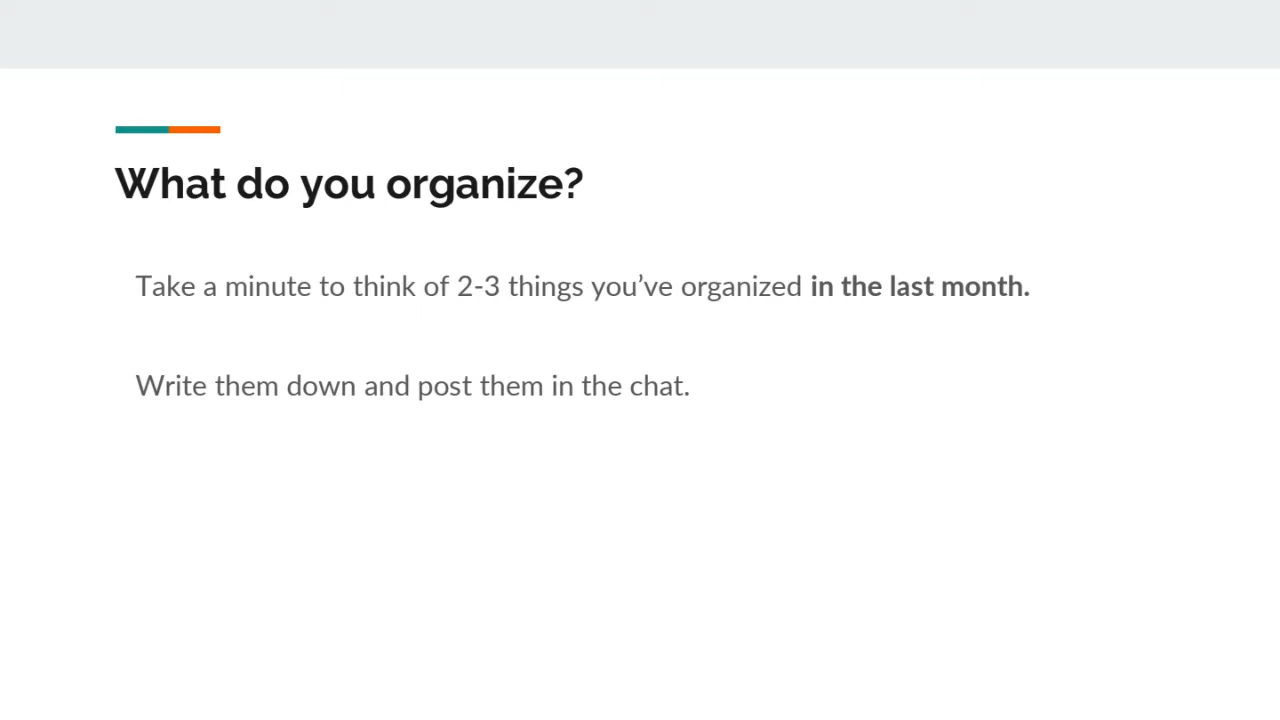 What do you organize?
Take a minute to think of 2-3 things you’ve organized in the last month.
Write them down and post them in the chat.